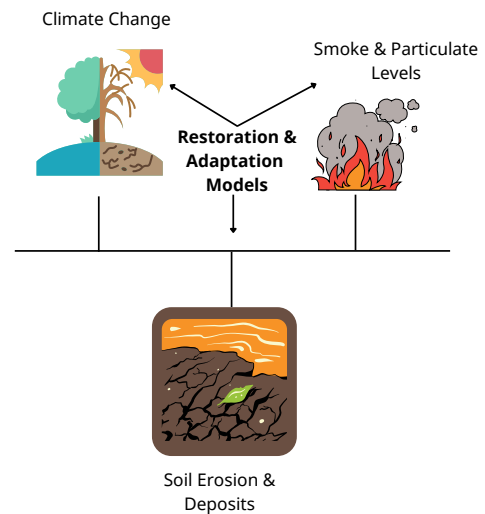 Climate Change
Smoke & Particulate
Levels
Restoration &
Adaptation
Models
Soil Erosion &
Deposits